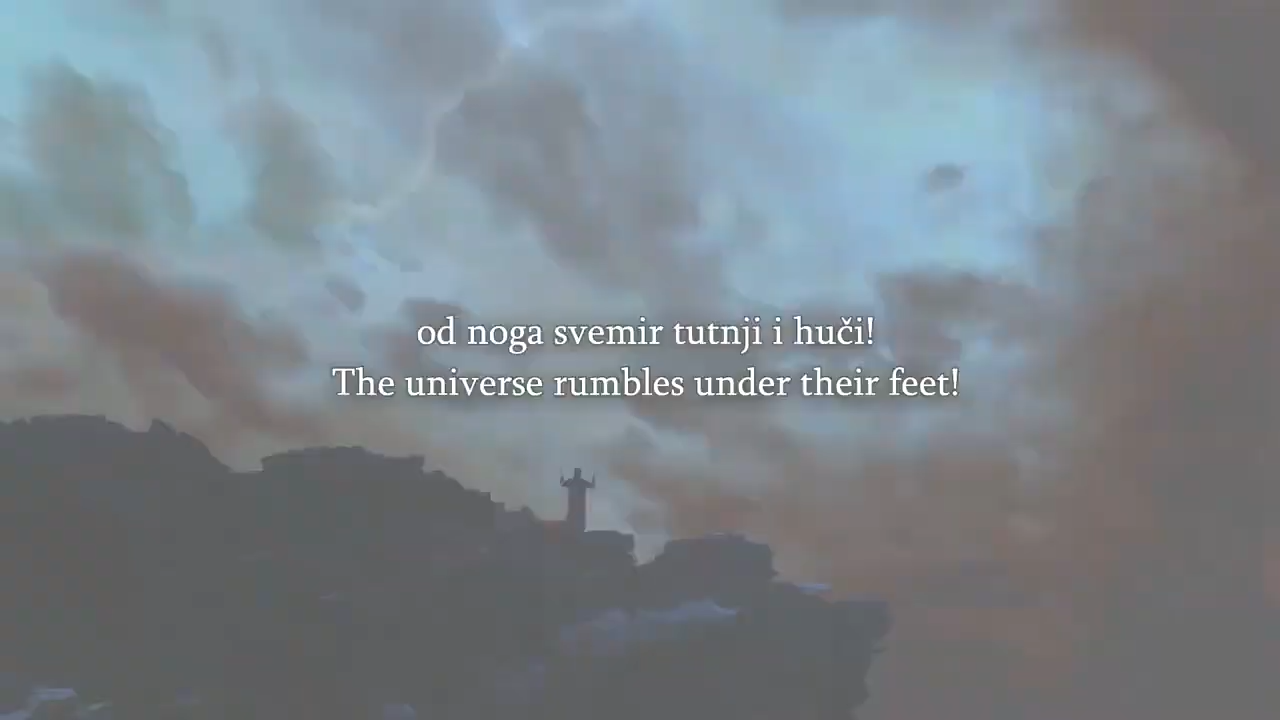 od noga svemir tutnji i huči!
The universe rumbles under their feet!